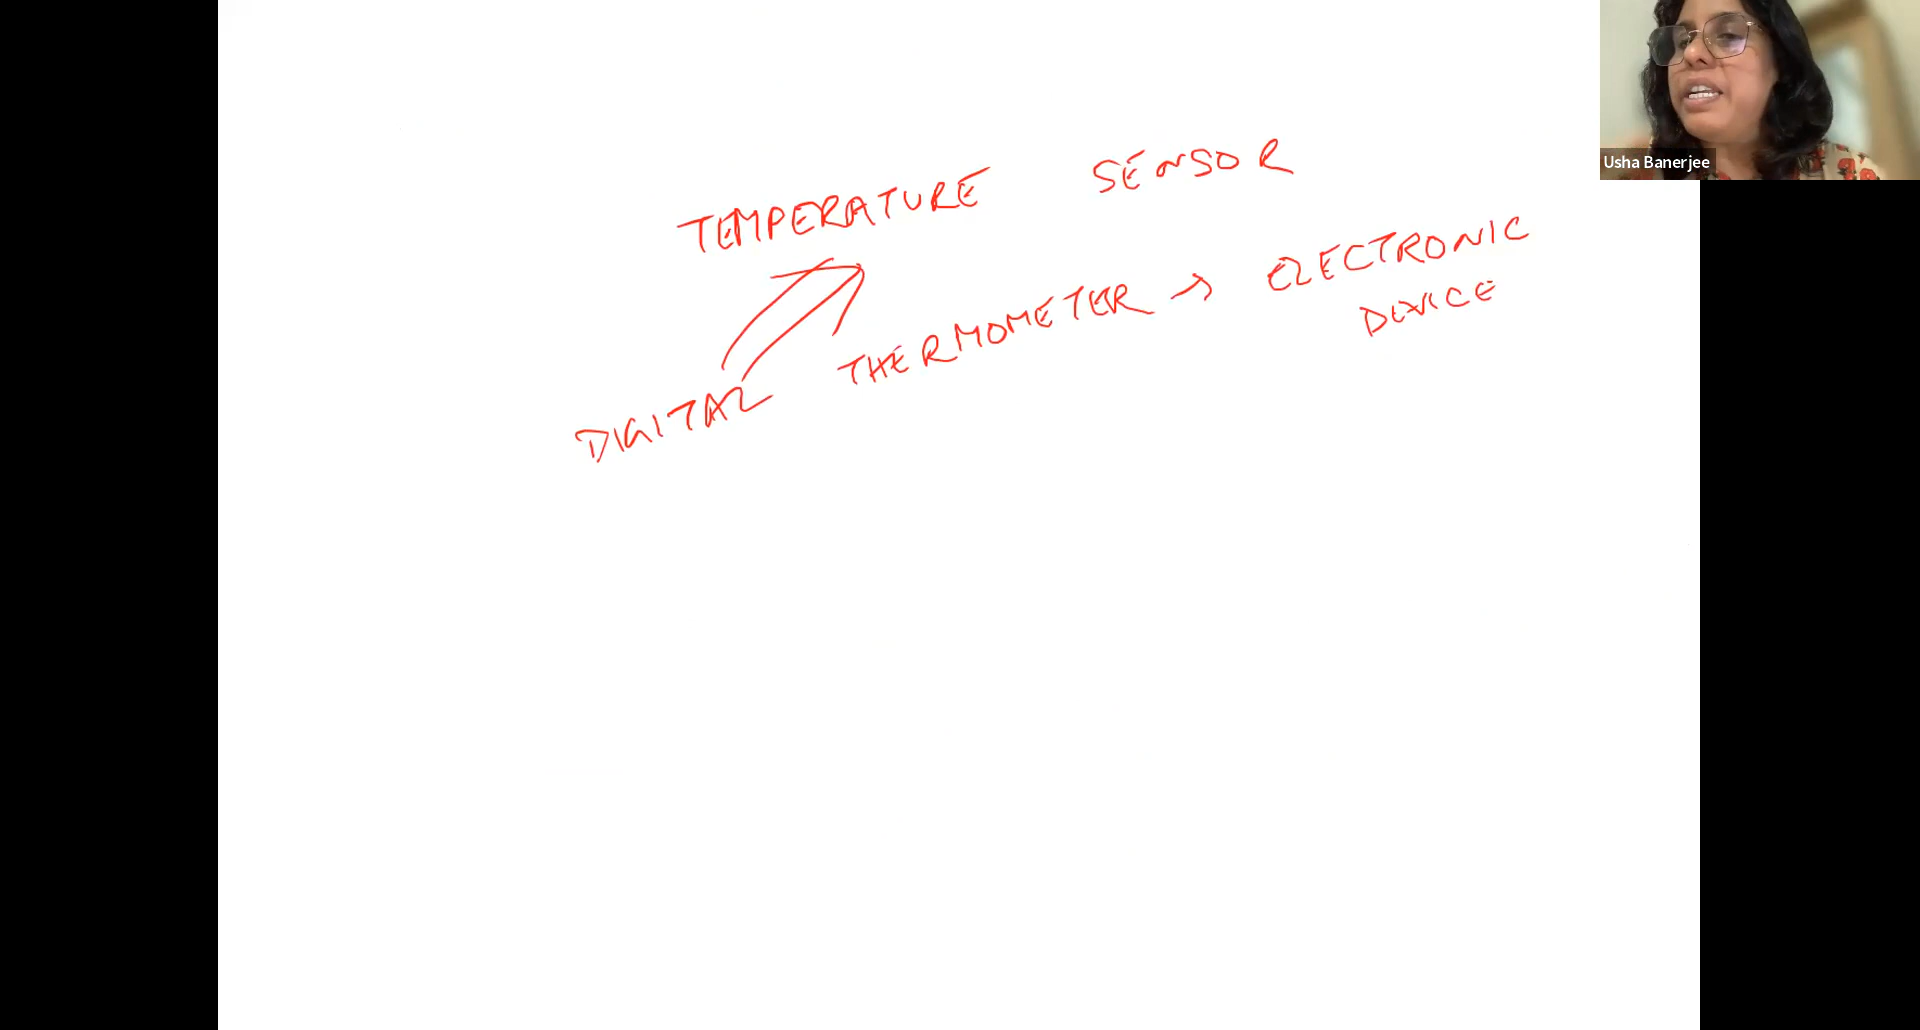 TEMPERATURE SENSOR
DIGITAL THERMOMETER → ELECTRONIC
DEVICE
Usha Banerjee